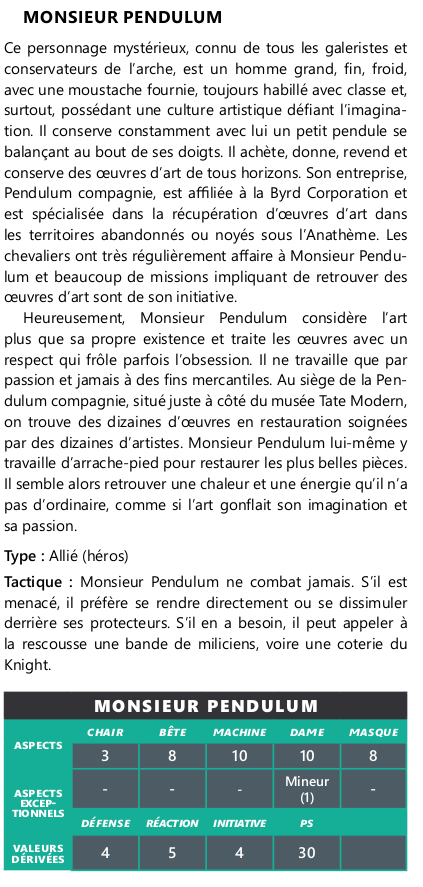 MONSIEUR PENDULUM
Ce personnage mystérieux, connu de tous les galeristes et
conservateurs de l'arche, est un homme grand, fin, froid,
avec une moustache fournie, toujours habillé avec classe et,
surtout, possédant une culture artistique défiant l'imagina-
tion. Il conserve constamment avec lui un petit pendule se
balançant au bout de ses doigts. Il achète, donne, revend et
conserve des œuvres d'art de tous horizons. Son entreprise,
Pendulum compagnie, est affiliée à la Byrd Corporation et
est spécialisée dans la récupération d'œuvres d'art dans
les territoires abandonnés ou noyés sous l'Anathème. Les
chevaliers ont très régulièrement affaire à Monsieur Pendu-
lum et beaucoup de missions impliquant de retrouver des
œuvres d'art sont de son initiative.
Heureusement, Monsieur Pendulum considère l'art
plus que sa propre existence et traite les œuvres avec un
respect qui frôle parfois l'obsession. Il ne travaille que par
passion et jamais à des fins mercantiles. Au siège de la Pen-
dulum compagnie, situé juste à côté du musée Tate Modern,
on trouve des dizaines d'œuvres en restauration soignées
par des dizaines d'artistes. Monsieur Pendulum lui-même y
travaille d'arrache-pied pour restaurer les plus belles pièces.
Il semble alors retrouver une chaleur et une énergie qu'il n'a
pas d'ordinaire, comme si l'art gonflait son imagination et
sa passion.
Type : Allié (héros)
Tactique : Monsieur Pendulum ne combat jamais. S'il est
menacé, il préfère se rendre directement ou se dissimuler
derrière ses protecteurs. S'il en a besoin, il peut appeler à
la rescousse une bande de miliciens, voire une coterie du
Knight.
MONSIEUR PENDULUM
ASPECTS CHAIR BÊTE MACHINE DAME MASQUE
3 8 10 10 8
ASPECTS EXCEP-TIONNELS - - - Mineur (1) -
DÉFENSE RÉACTION INITIATIVE PS
VALEURS DÉRIVÉES 4 5 4 30